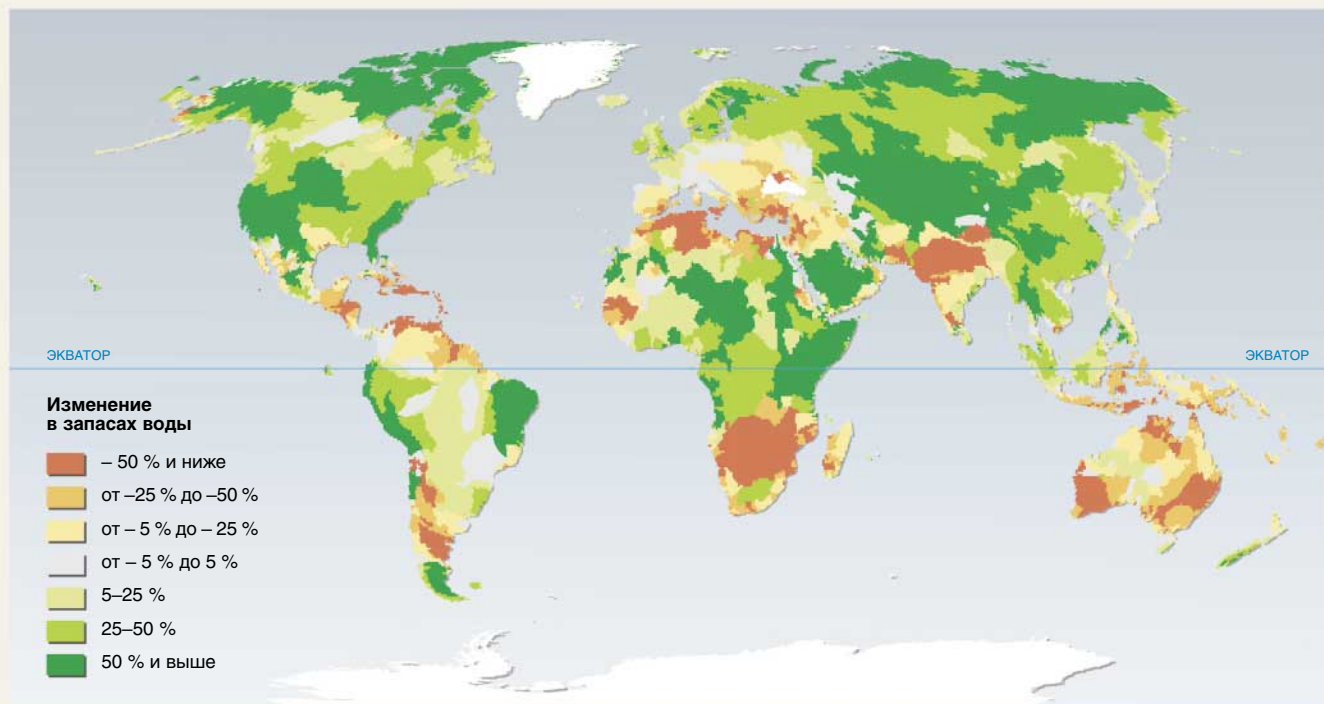 ЭКВАТОР
ЭКВАТОР
Изменение
в запасах воды
– 50 % и ниже
от –25 % до –50 %
от – 5 % до – 25 %
от – 5 % до 5 %
5–25 %
25–50 %
50 % и выше